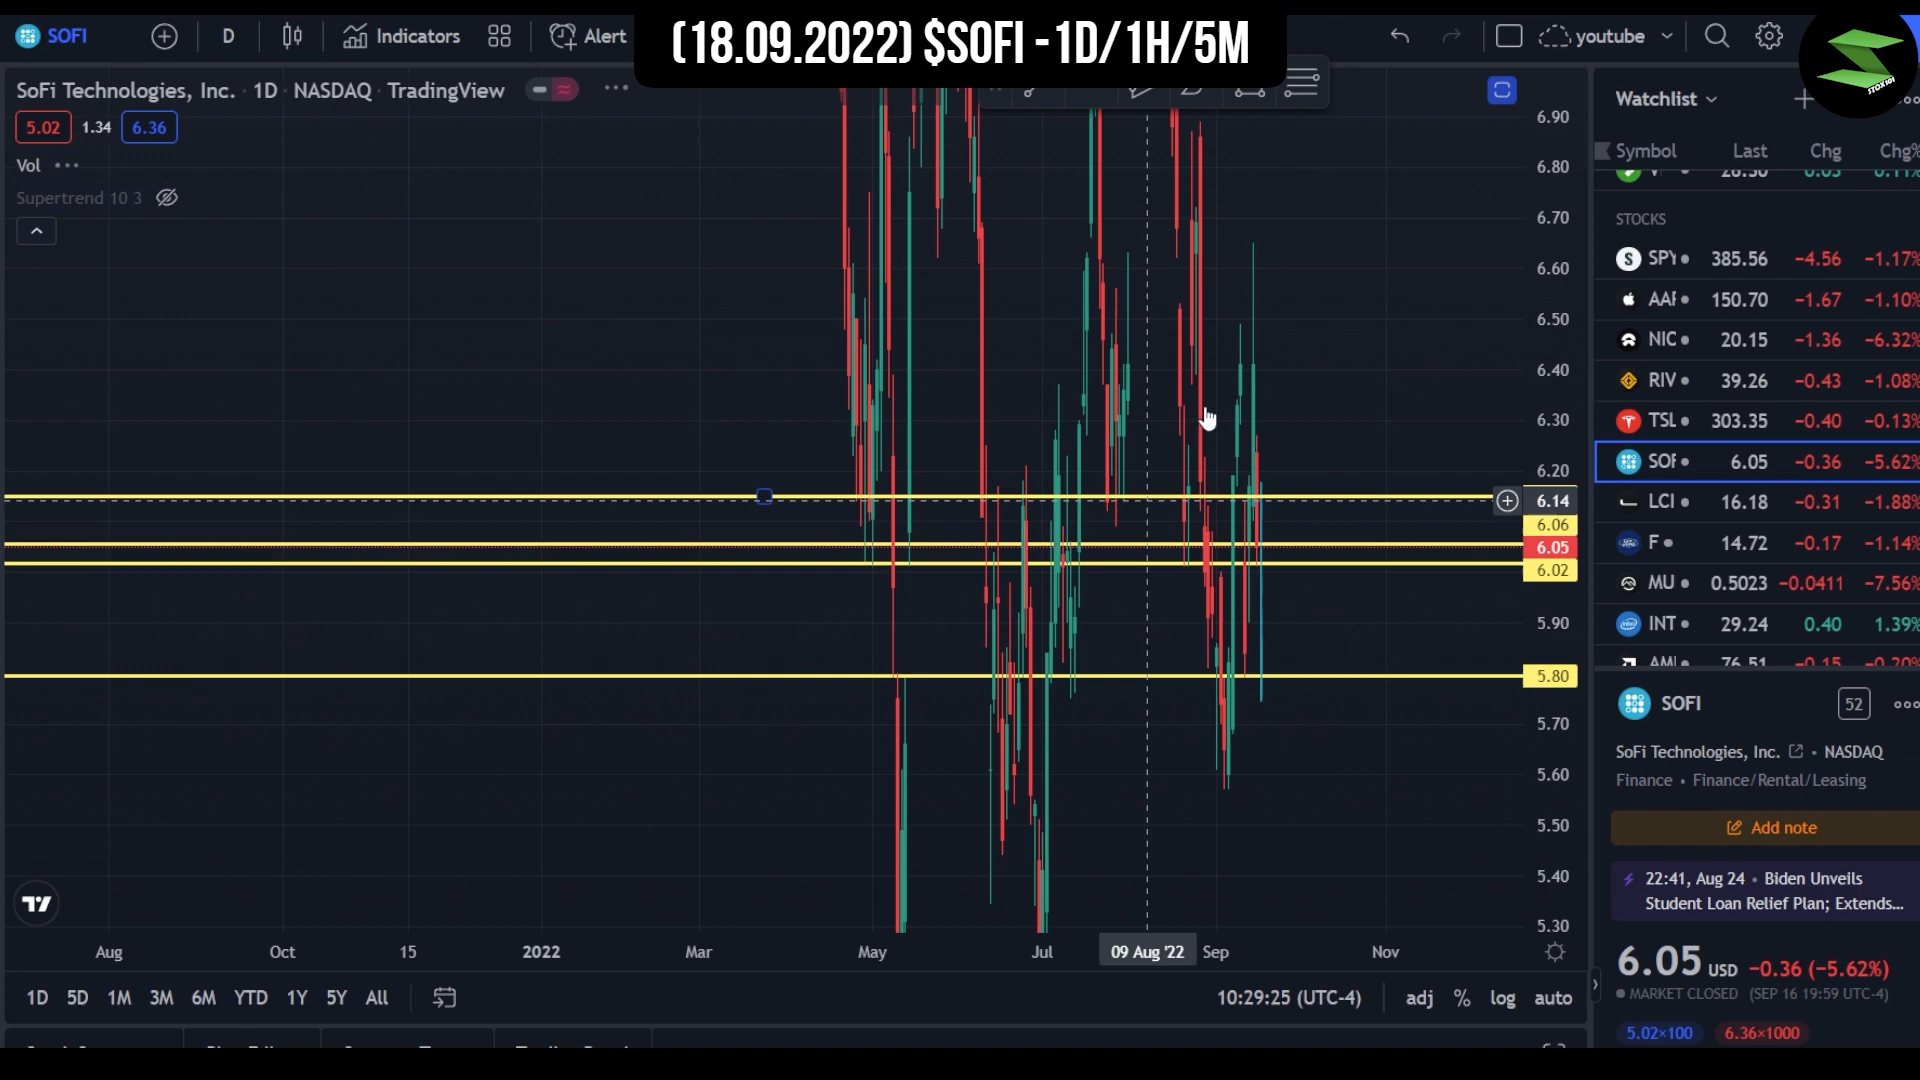 SOFI
D
Indicators
Alert
(18.09.2022) $SOFI -1D/1H/5M
youtube
STOX101
SoFi Technologies, Inc. · 1D · NASDAQ · TradingView
5.02 1.34 6.36
Vol
Supertrend 10 3
6.90
6.80
6.70
6.60
6.50
6.40
6.30
6.20
6.14
6.06
6.05
6.02
5.90
5.80
5.70
5.60
5.50
5.40
5.30
Aug Oct 15 2022 Mar May Jul 09 Aug '22 Sep Nov
1D 5D 1M 3M 6M YTD 1Y 5Y All
10:29:25 (UTC-4) adj % log auto
Watchlist
Symbol Last Chg Chg%
STOCKS
SPY 385.56 −4.56 −1.17%
AAP 150.70 −1.67 −1.10%
NIO 20.15 −1.36 −6.32%
RIV 39.26 −0.43 −1.08%
TSL 303.35 −0.40 −0.13%
SOF 6.05 −0.36 −5.62%
LCI 16.18 −0.31 −1.88%
F 14.72 −0.17 −1.14%
MU 0.5023 −0.0411 −7.56%
INT 29.24 0.40 1.39%
76.51 −0.15 −0.20%
SOFI
52
SoFi Technologies, Inc. · NASDAQ
Finance · Finance/Rental/Leasing
Add note
22:41, Aug 24 · Biden Unveils
Student Loan Relief Plan; Extends...
6.05 USD −0.36 (−5.62%)
MARKET CLOSED (SEP 16 19:59 UTC-4)
5.02×100 6.36×1000